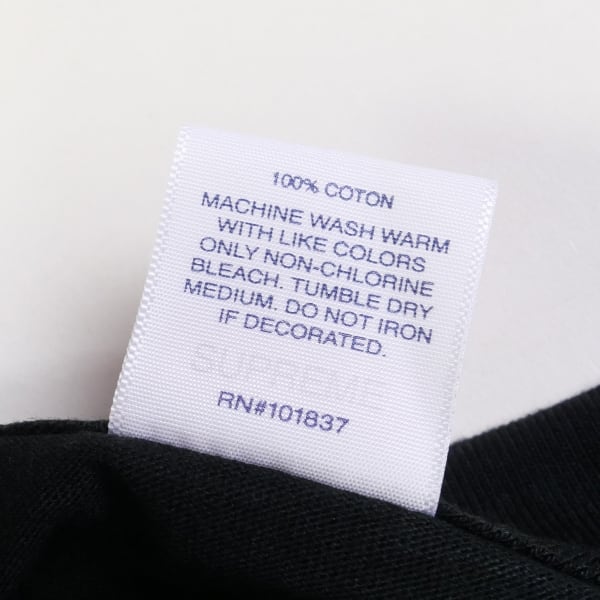 100% COTON
MACHINE WASH WARM
WITH LIKE COLORS
ONLY NON-CHLORINE
BLEACH. TUMBLE DRY
MEDIUM. DO NOT IRON
IF DECORATED.
SUPREME
RN#101837